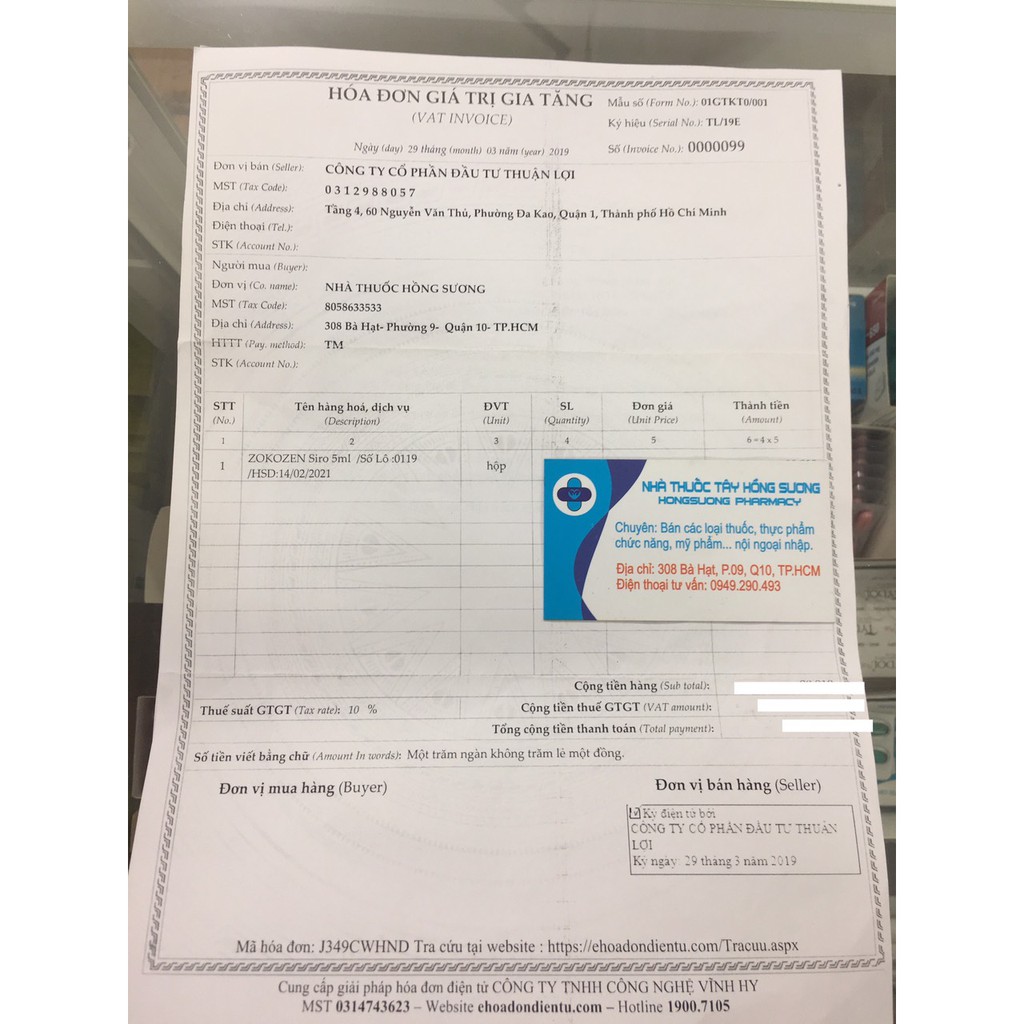 HÓA ĐƠN GIÁ TRỊ GIA TĂNG
(VAT INVOICE)
Mẫu số (Form No.): 01GTKT0/001
Ký hiệu (Serial No.): TL/19E
Số (Invoice No.): 0000099
Ngày (day) 29 tháng (month) 03 năm (year) 2019
Đơn vị bán (Seller): CÔNG TY CỔ PHẦN ĐẦU TƯ THUẬN LỢI
MST (Tax Code): 0312988057
Địa chỉ (Address): Tầng 4, 60 Nguyễn Văn Thủ, Phường Đa Kao, Quận 1, Thành phố Hồ Chí Minh
Điện thoại (Tel.):
STK (Account No.):
Người mua (Buyer):
Đơn vị (Co. name): NHÀ THUỐC HỒNG SƯƠNG
MST (Tax Code): 8058633533
Địa chỉ (Address): 308 Bà Hạt- Phường 9- Quận 10- TP.HCM
HTTT (Pay. method): TM
STK (Account No.):
STT Tên hàng hoá, dịch vụ ĐVT SL Đơn giá Thành tiền
(No.) (Description) (Unit) (Quantity) (Unit Price) (Amount)
1 2 3 4 5 6 = 4 x 5
1 ZOKOZEN Siro 5ml /Số Lô :0119 hộp
/HSD:14/02/2021
NHÀ THUỐC TÂY HỒNG SƯƠNG
HONGSUONG PHARMACY
Chuyên: Bán các loại thuốc, thực phẩm
chức năng, mỹ phẩm... nội ngoại nhập.
Địa chỉ: 308 Bà Hạt, P.09, Q10, TP.HCM
Điện thoại tư vấn: 0949.290.493
Cộng tiền hàng (Sub total):
Thuế suất GTGT (Tax rate): 10 % Cộng tiền thuế GTGT (VAT amount):
Tổng cộng tiền thanh toán (Total payment):
Số tiền viết bằng chữ (Amount In words): Một trăm ngàn không trăm lẻ một đồng.
Đơn vị mua hàng (Buyer) Đơn vị bán hàng (Seller)
Ký điện tử bởi
CÔNG TY CỔ PHẦN ĐẦU TƯ THUẬN
LỢI
Ký ngày: 29 tháng 3 năm 2019
Mã hóa đơn: J349CWHND Tra cứu tại website : https://ehoadondientu.com/Tracuu.aspx
Cung cấp giải pháp hóa đơn điện tử CÔNG TY TNHH CÔNG NGHỆ VĨNH HY
MST 0314743623 – Website ehoadondientu.com – Hotline 1900.7105